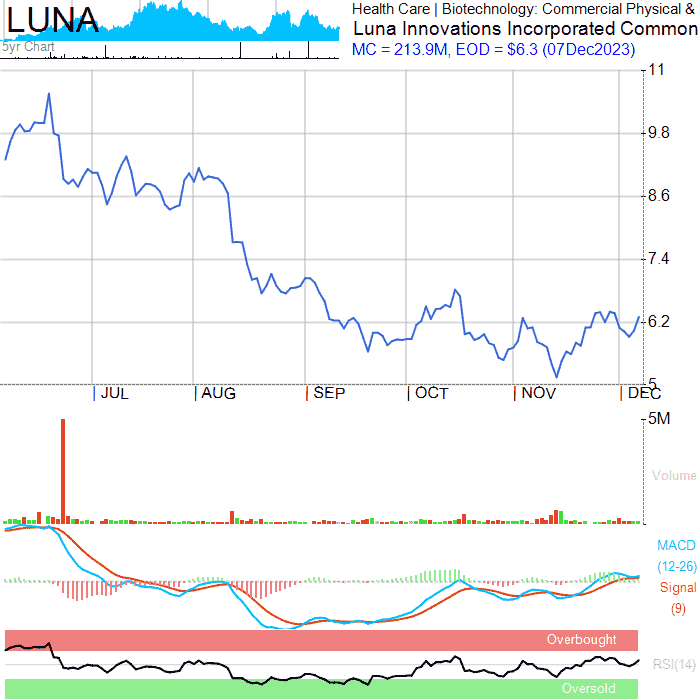 LUNA
Health Care | Biotechnology: Commercial Physical &
Luna Innovations Incorporated Common
MC = 213.9M, EOD = $6.3 (07Dec2023)
5yr Chart
11
9.8
8.6
7.4
6.2
5
JUL
AUG
SEP
OCT
NOV
DEC
5M
Volume
MACD
(12-26)
Signal
(9)
Overbought
RSI(14)
Oversold